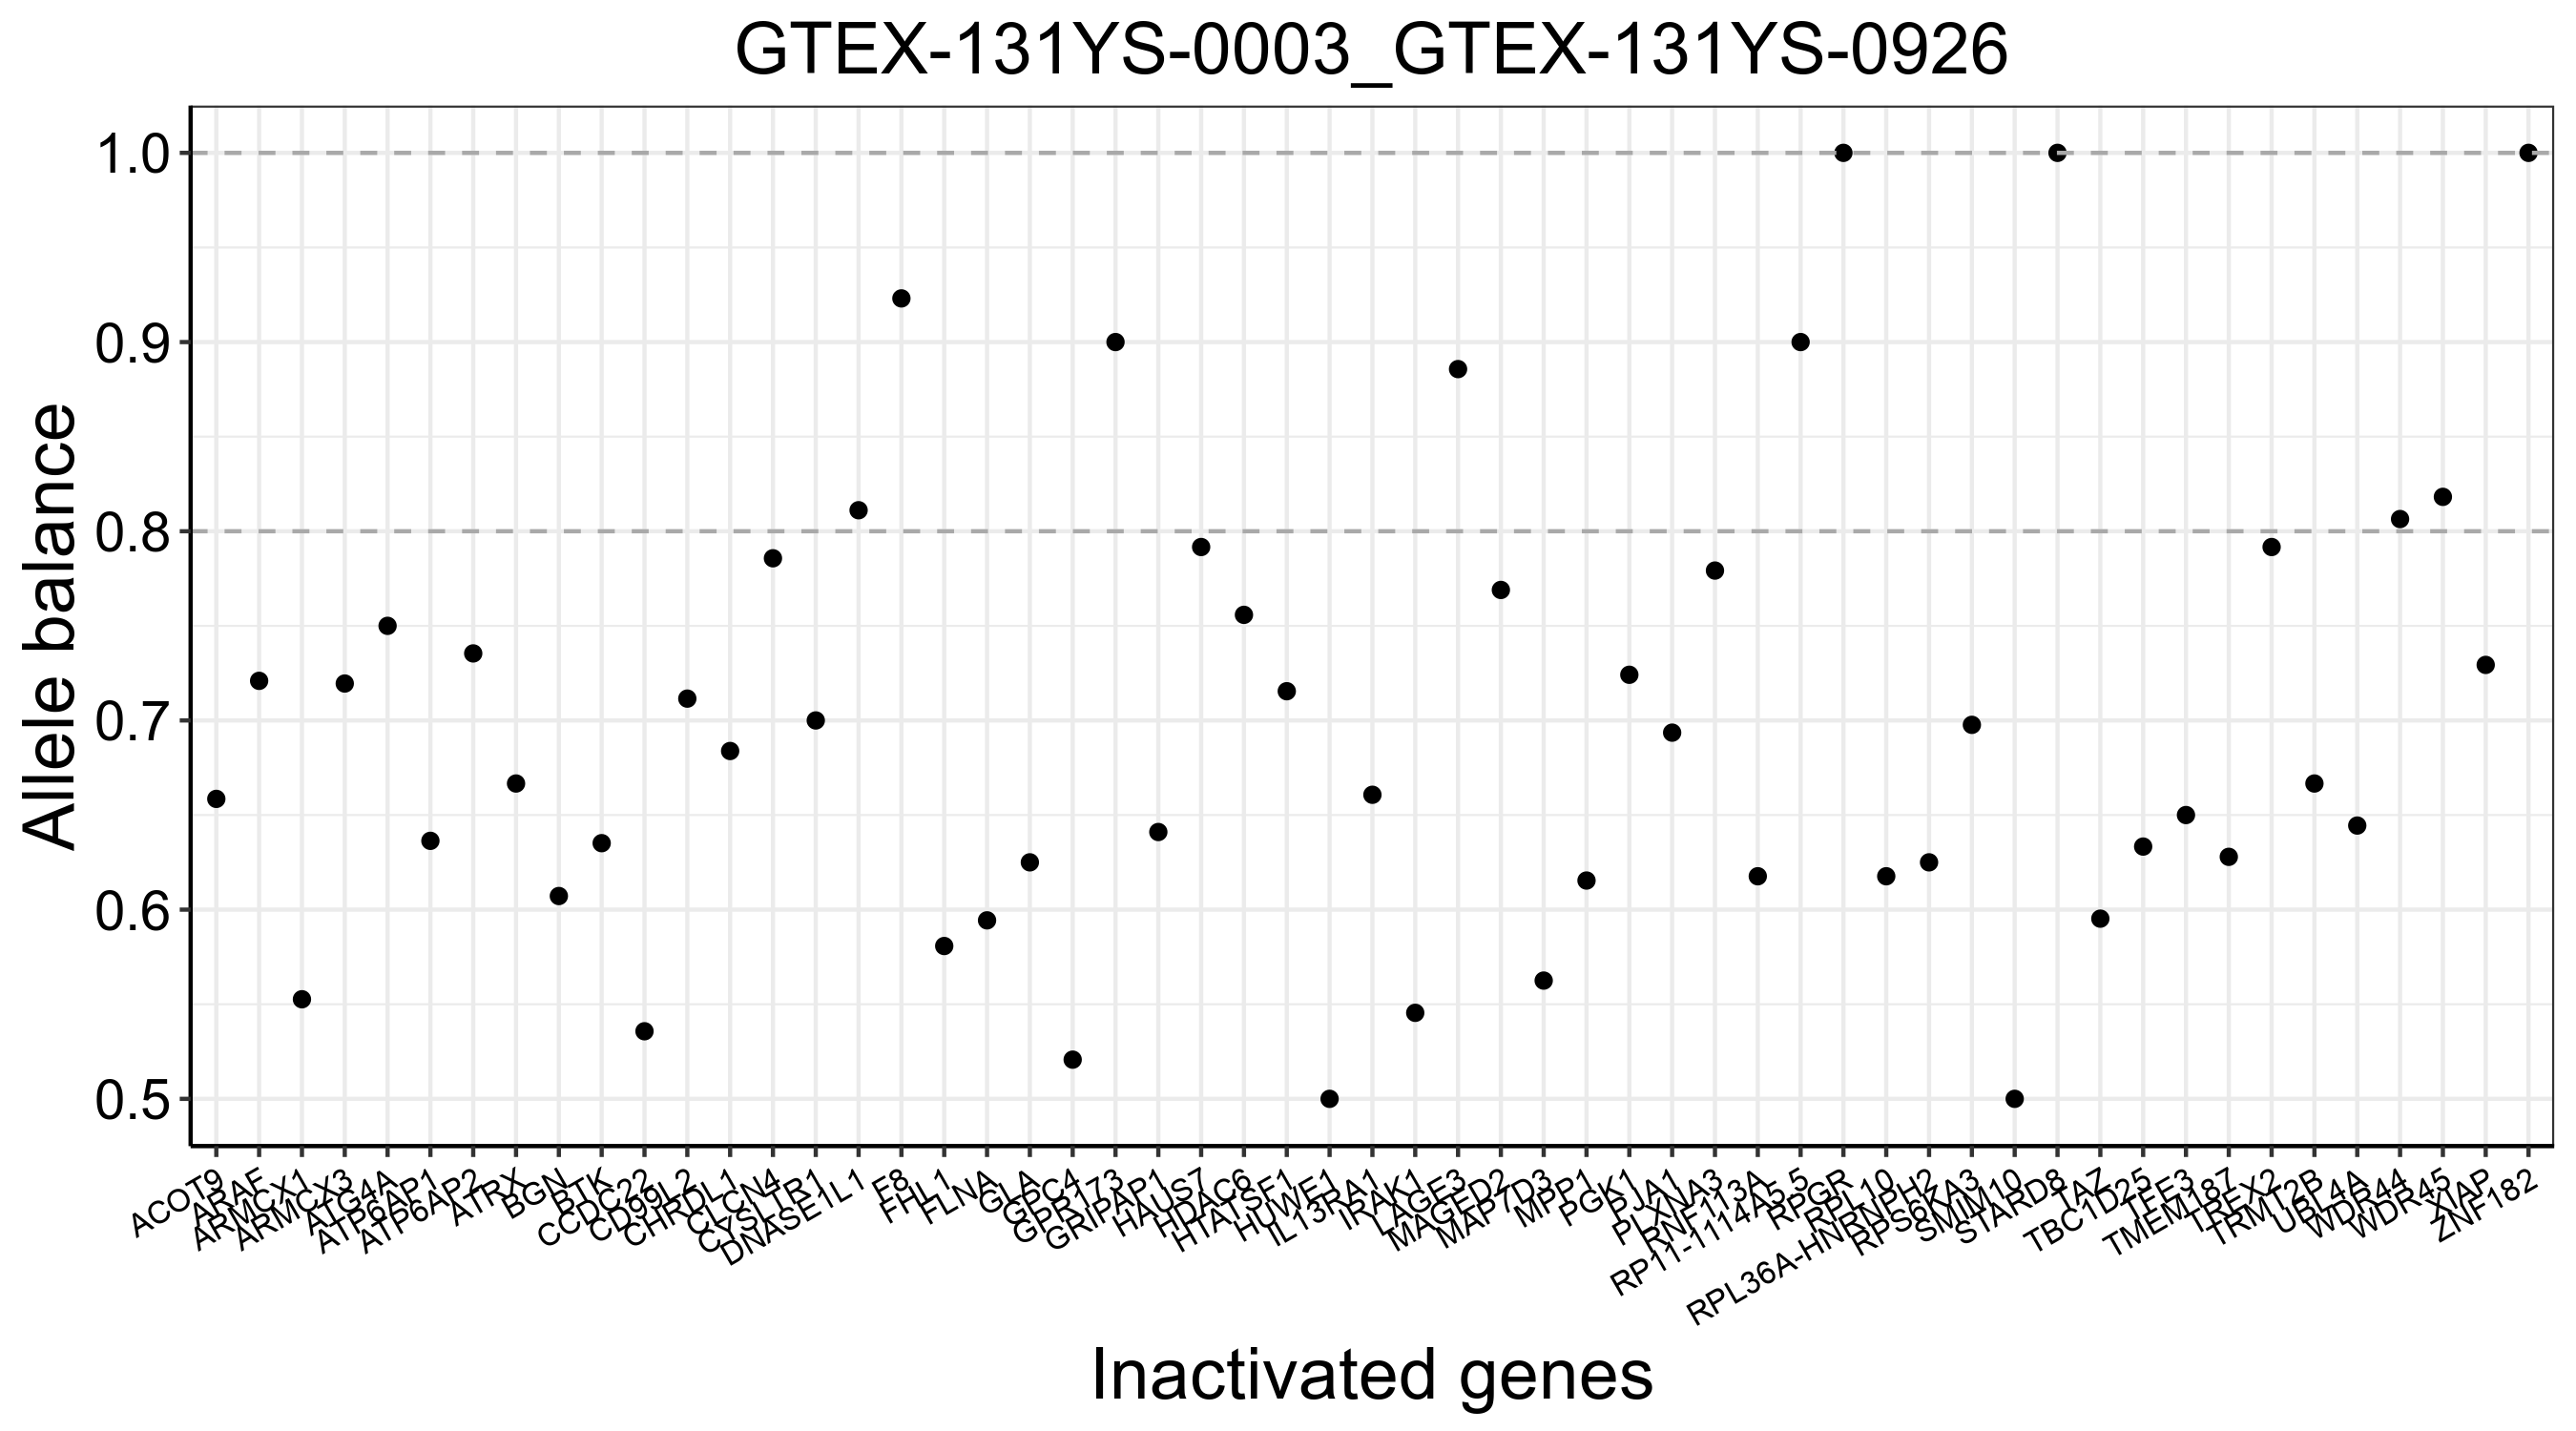 GTEX-131YS-0003_GTEX-131YS-0926
Allele balance
1.0
0.9
0.8
0.7
0.6
0.5
ACOT9
ARAF
ARMCX1
ARMCX3
ATG4A
ATP6AP1
ATP6AP2
ATRX
BGN
BTK
CCDC22
CD99L2
CHRDL1
CLCN4
CYSLTR1
DNASE1L1
F8
FHL1
FLNA
GLA
GPC4
GPR173
GRIPAP1
HAUS7
HDAC6
HTATSF1
HUWE1
IL13RA1
IRAK1
LAGE3
MAGED2
MAP7D3
MPP1
PGK1
PJA1
PLXNA3
RNF113A
RP11-114A5.5
RPGR
RPL10
RPL36A-HNRNPH2
RPS6KA3
SMIM10
STARD8
TAZ
TBC1D25
TFE3
TMEM187
TREX2
TRMT2B
UBL4A
WDR44
WDR45
XIAP
ZNF182
Inactivated genes